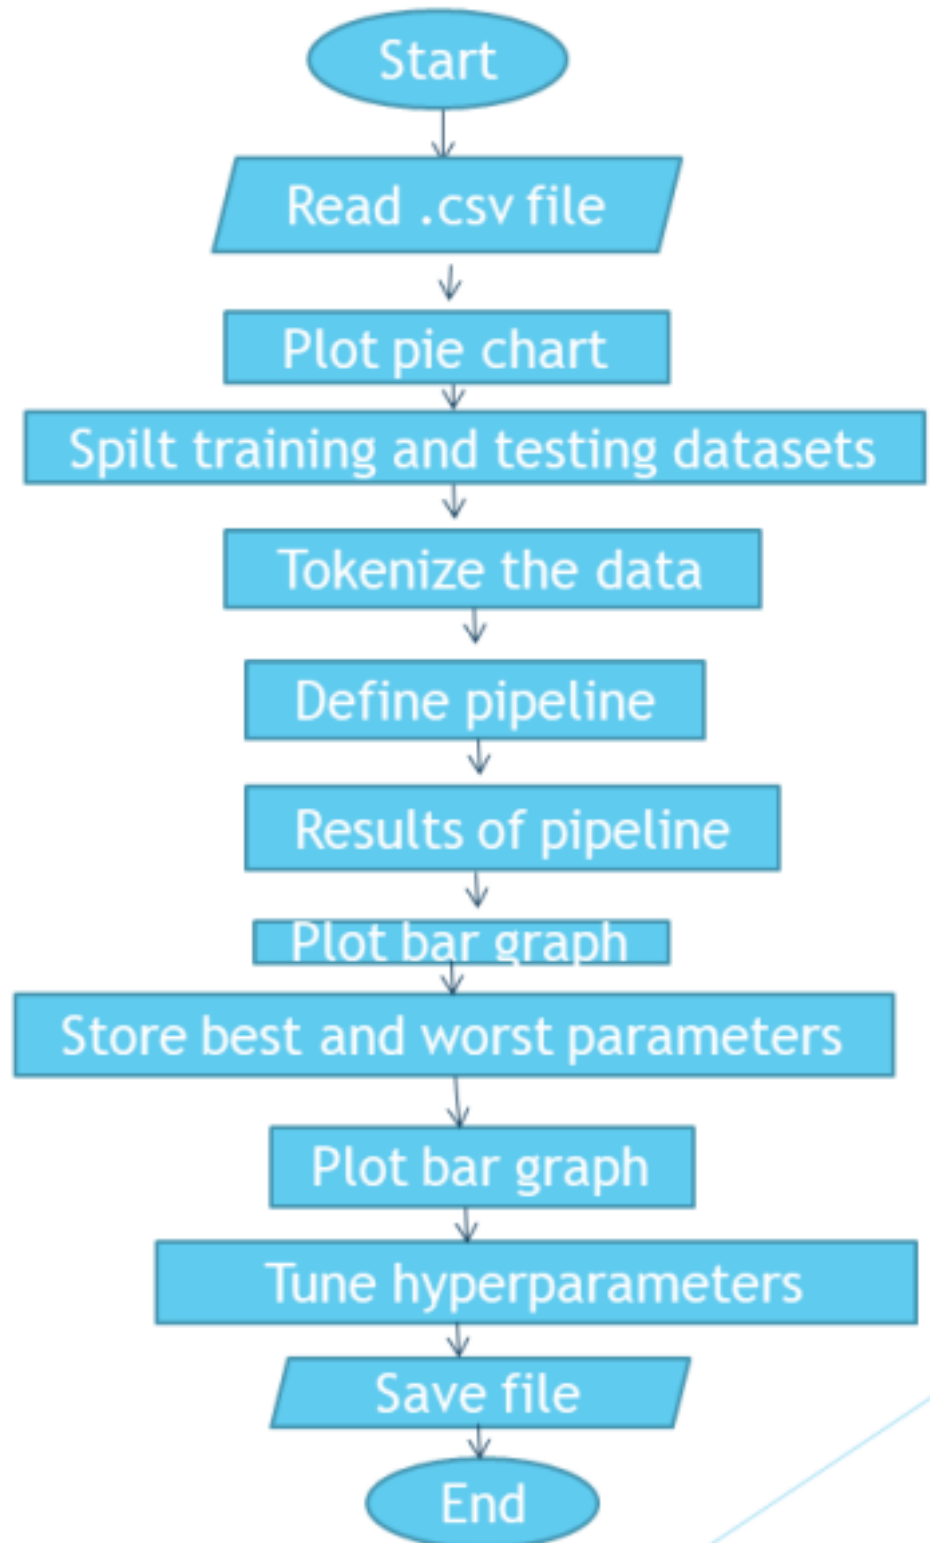 Start
Read .csv file
Plot pie chart
Spilt training and testing datasets
Tokenize the data
Define pipeline
Results of pipeline
Plot bar graph
Store best and worst parameters
Plot bar graph
Tune hyperparameters
Save file
End